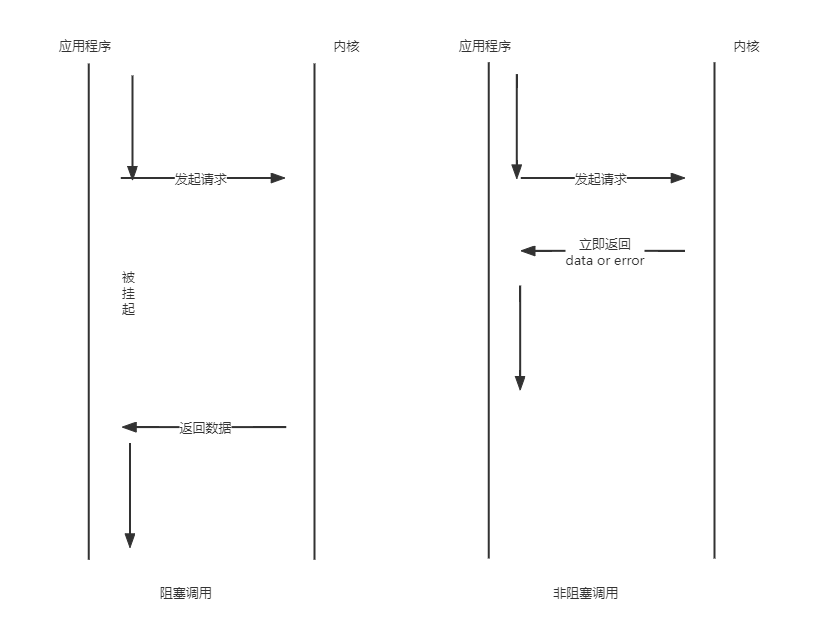 应用程序
内核
发起请求
被
挂
起
返回数据
阻塞调用
应用程序
内核
发起请求
立即返回
data or error
非阻塞调用